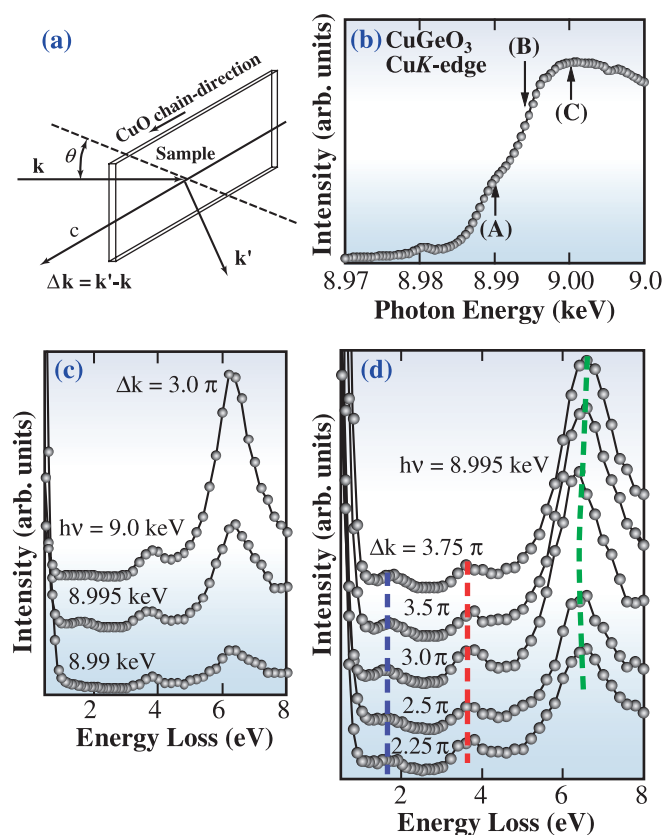 (a)
CuO chain-direction
θ
Sample
k
c
k'
Δk = k'-k
(b)
CuGeO3
CuK-edge
(B)
(C)
(A)
Intensity (arb. units)
8.97 8.98 8.99 9.00 9.0
Photon Energy (keV)
(c)
Δk = 3.0 π
hν = 9.0 keV
8.995 keV
8.99 keV
Intensity (arb. units)
2 4 6 8
Energy Loss (eV)
(d)
hν = 8.995 keV
Δk = 3.75 π
3.5 π
3.0 π
2.5 π
2.25 π
Intensity (arb. units)
2 4 6 8
Energy Loss (eV)